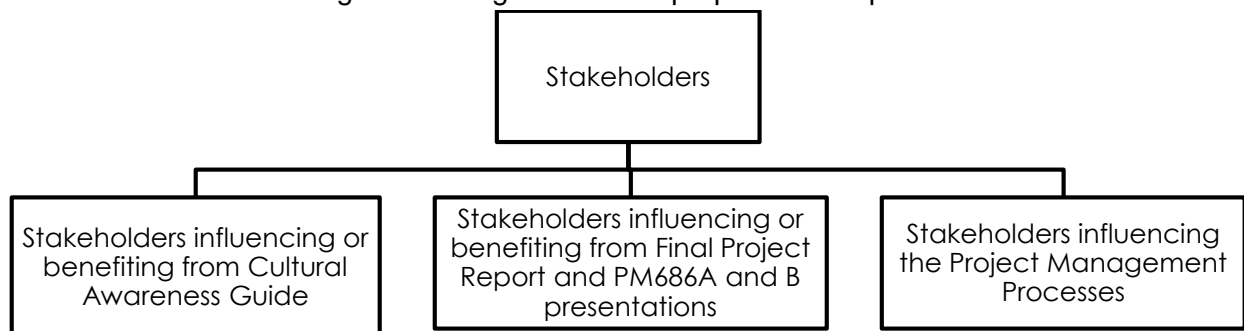 Stakeholders
Stakeholders influencing or
benefiting from Cultural
Awareness Guide
Stakeholders influencing or
benefiting from Final Project
Report and PM686A and B
presentations
Stakeholders influencing
the Project Management
Processes